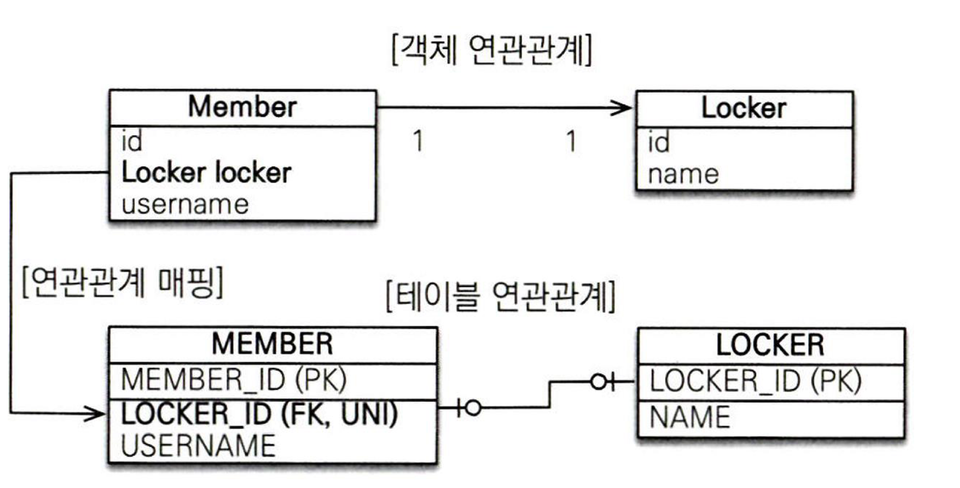 [객체 연관관계]
Member
id
Locker locker
username
1
1
Locker
id
name
[연관관계 매핑]
[테이블 연관관계]
MEMBER
MEMBER_ID (PK)
LOCKER_ID (FK, UNI)
USERNAME
LOCKER
LOCKER_ID (PK)
NAME